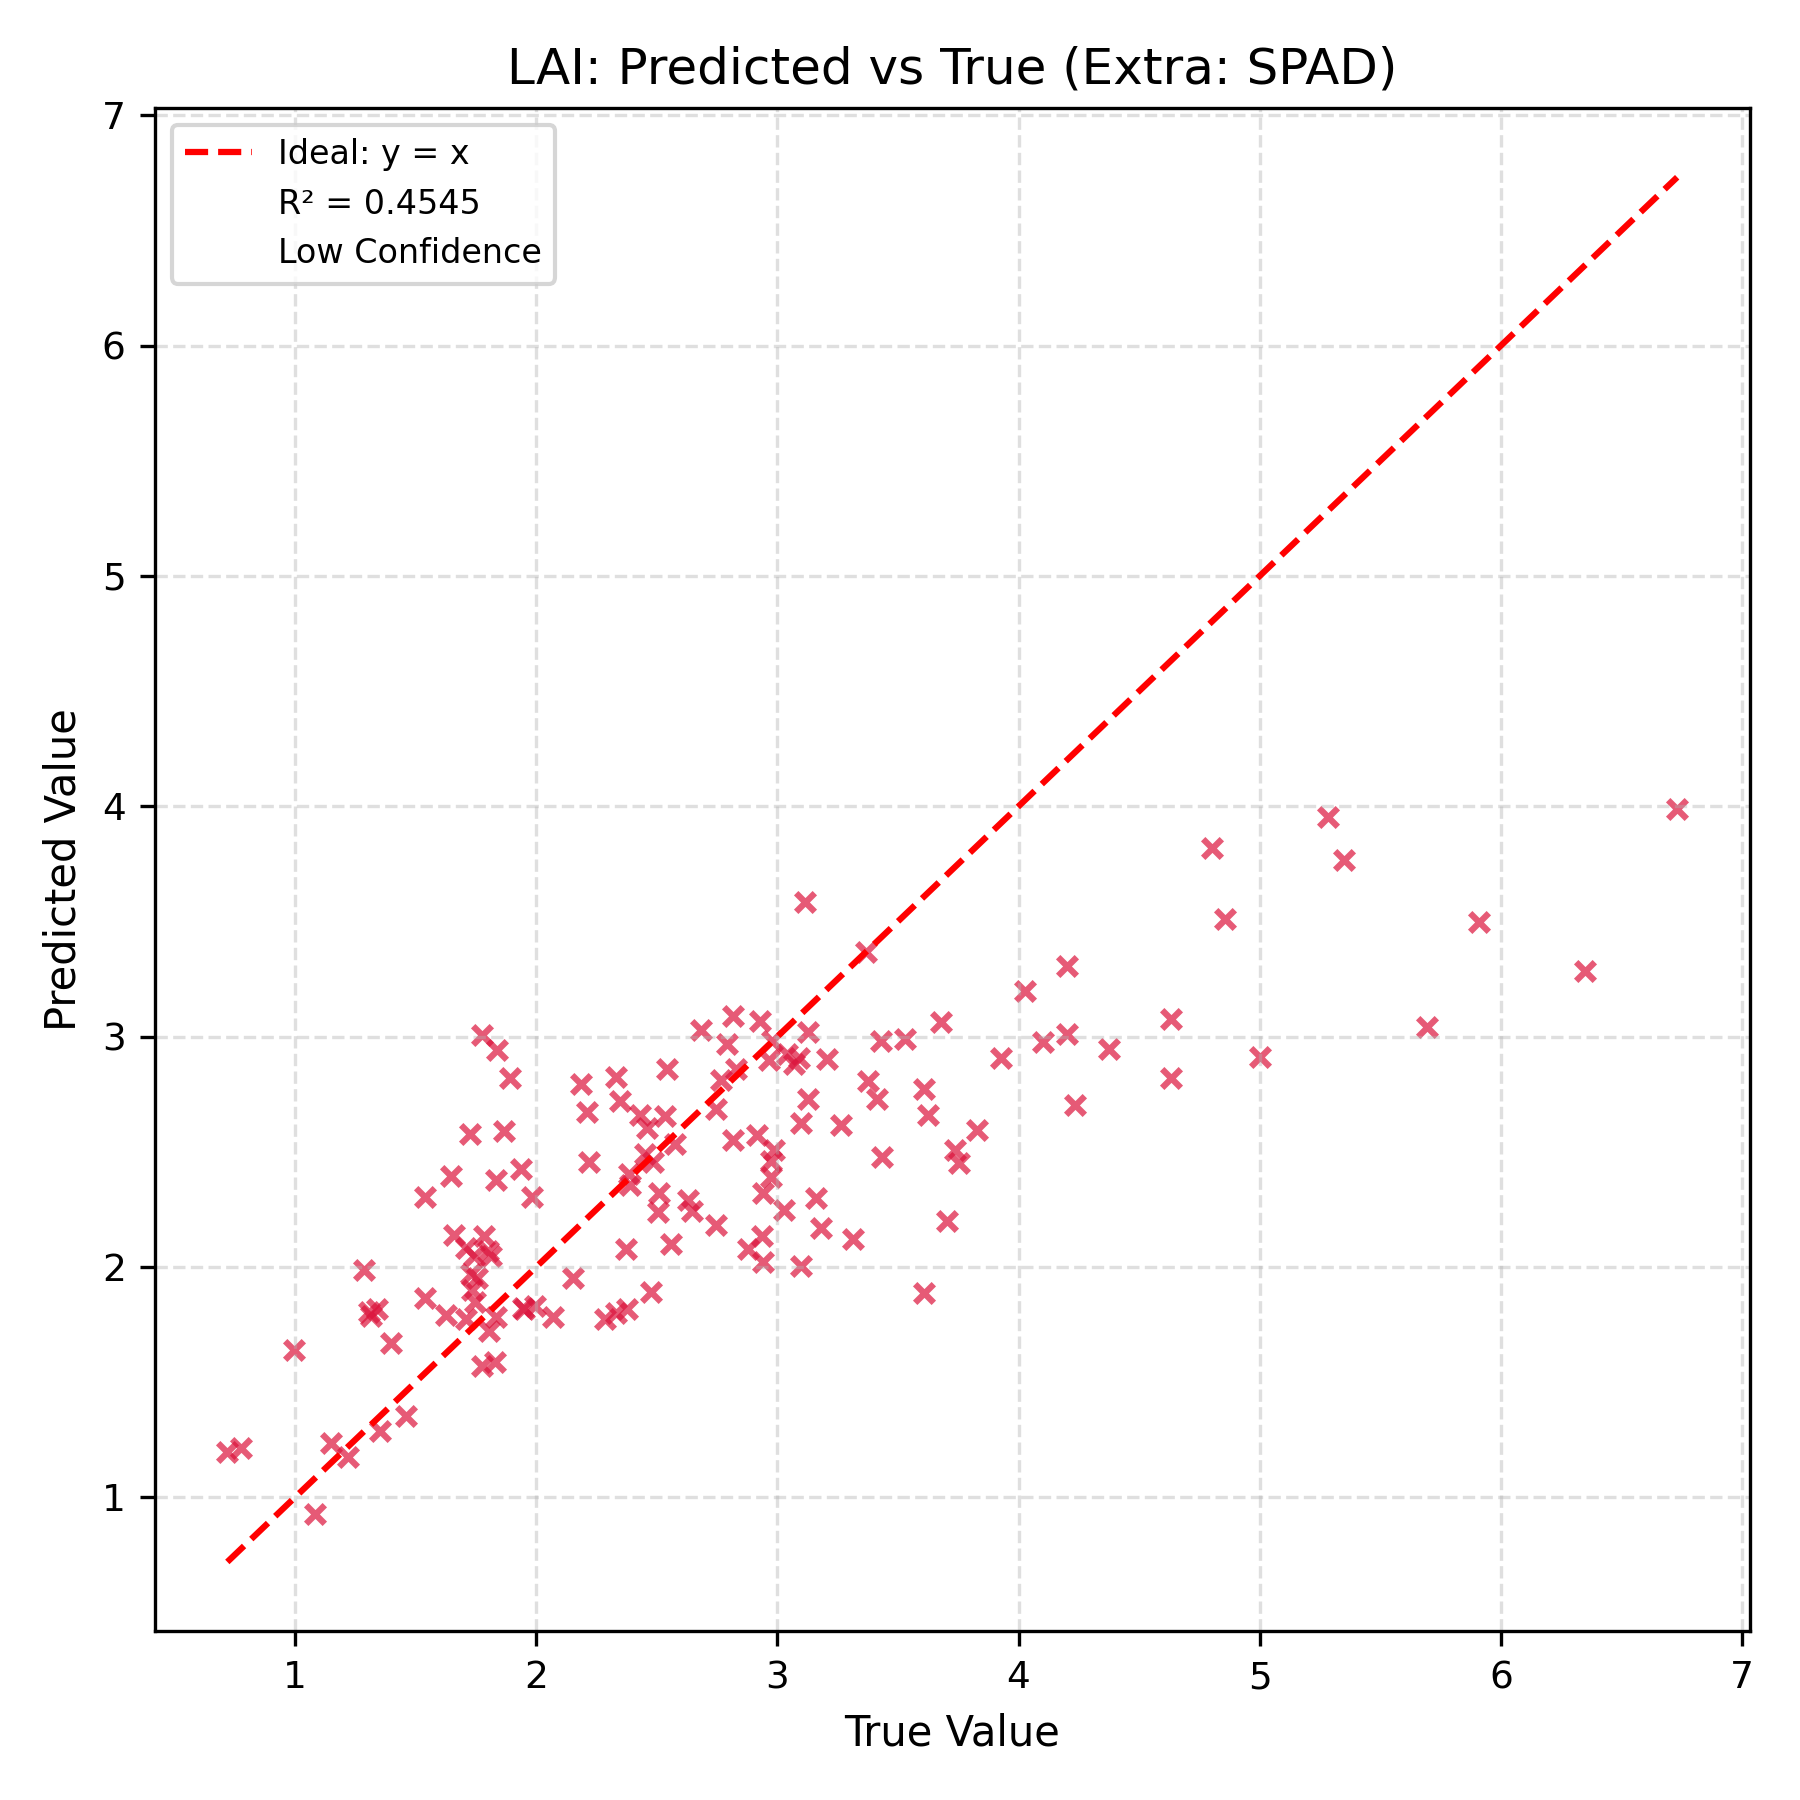 LAI: Predicted vs True (Extra: SPAD)
Ideal: y = x
R² = 0.4545
Low Confidence
7
6
5
4
3
2
1
Predicted Value
1 2 3 4 5 6 7
True Value